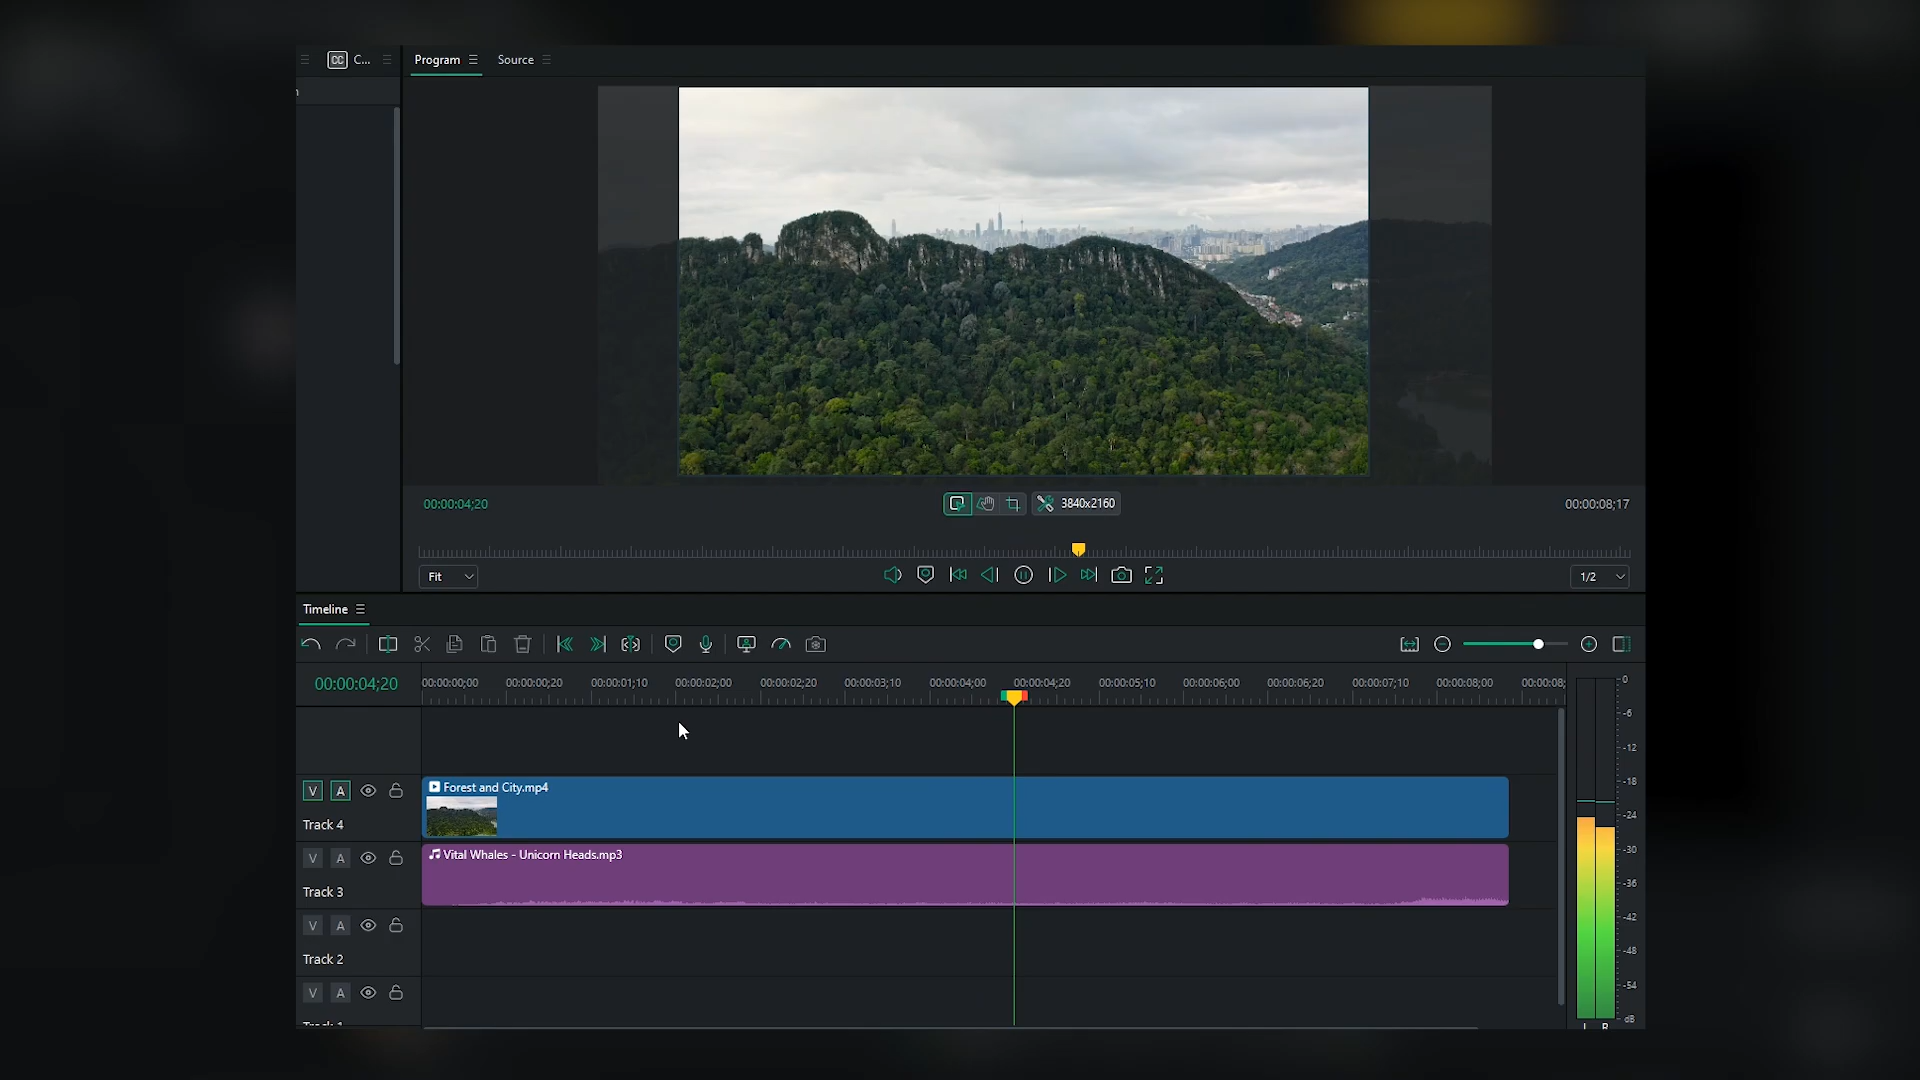 CC C...
Program
Source
00:00:04;20
3840x2160
00:00:08;17
Fit
1/2
Timeline
00:00:04;20
00:00:00;00
00:00:00;20
00:00:01;10
00:00:02;00
00:00:02;20
00:00:03;10
00:00:04;00
00:00:04;20
00:00:05;10
00:00:06;00
00:00:06;20
00:00:07;10
00:00:08;00
00:00:08;
V A
Track 4
Forest and City.mp4
V A
Track 3
Vital Whales - Unicorn Heads.mp3
V A
Track 2
V A
0
-6
-12
-18
-24
-30
-36
-42
-48
-54
dB